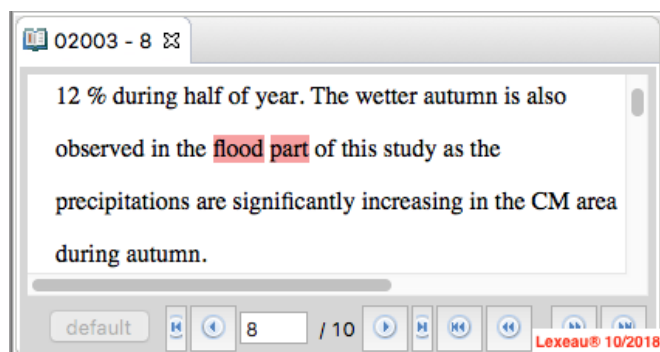 02003 - 8
12 % during half of year. The wetter autumn is also
observed in the flood part of this study as the
precipitations are significantly increasing in the CM area
during autumn.
default 8 / 10
Lexeau® 10/2018